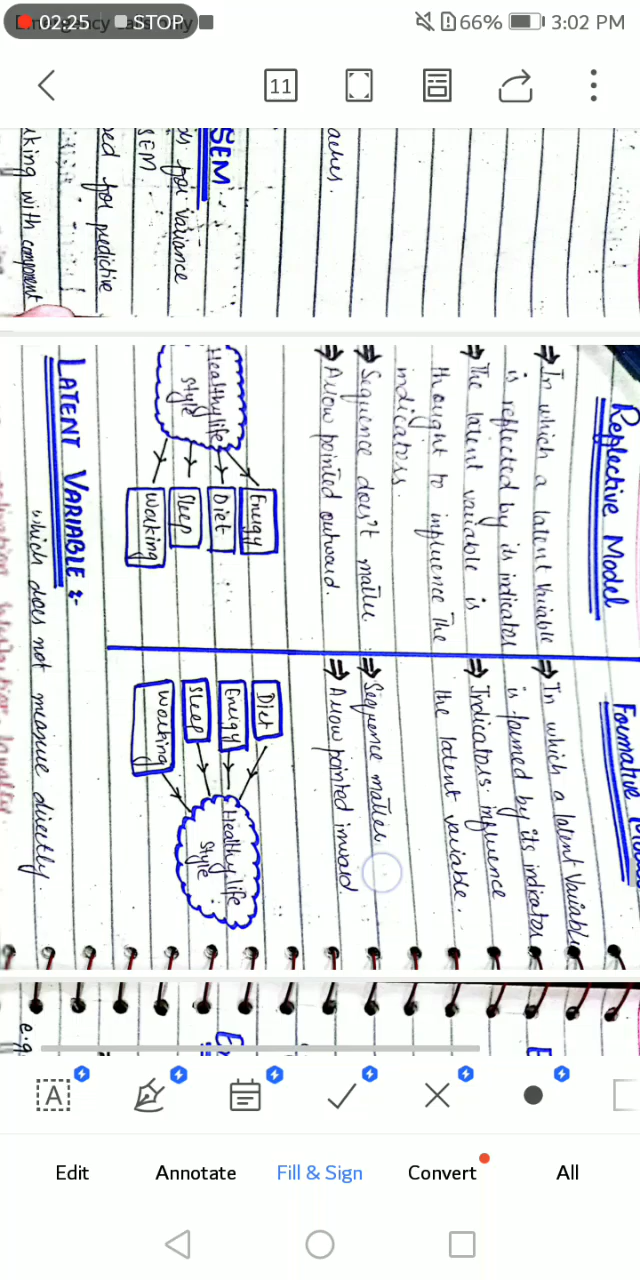 02:25 STOP
66% 3:02 PM
11
aches.
SEM
for variance
SEM.
for predictive
king with component
Reflective Model
⇒ In which a latent variable
is reflected by its indicator
⇒ The latent variable is
thought to influence the
indicators.
⇒ Sequence doesn't matter
⇒ Arrow pointed outward.
Energy
Diet
Sleep
Walking
Healthy life
style
Formative
⇒ In which a latent variable
is formed by its indicator
⇒ Indicators influence
the latent variable.
⇒ Sequence matter
⇒ Arrow pointed inward.
Diet
Energy
Sleep
Walking
Healthy life
style
LATENT VARIABLE :-
which does not measure directly.
e.g
A
Edit Annotate Fill & Sign Convert All